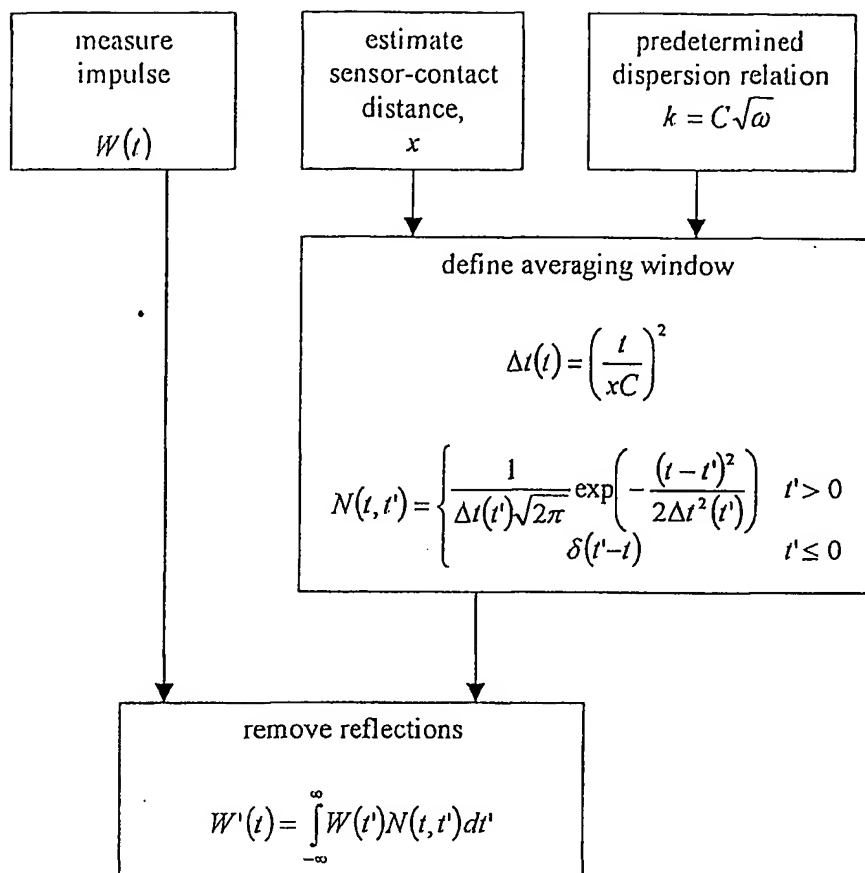 measure
impulse
W(t)
estimate
sensor-contact
distance,
x
predetermined
dispersion relation
k = C√ω
define averaging window
Δt(t) = (t / xC)²
N(t, t') = { 1 / (Δt(t')√2π) exp(− (t − t')² / 2Δt²(t')) t' > 0
δ(t'−t) t' ≤ 0
remove reflections
W'(t) = ∫_{-∞}^{∞} W(t')N(t, t')dt'